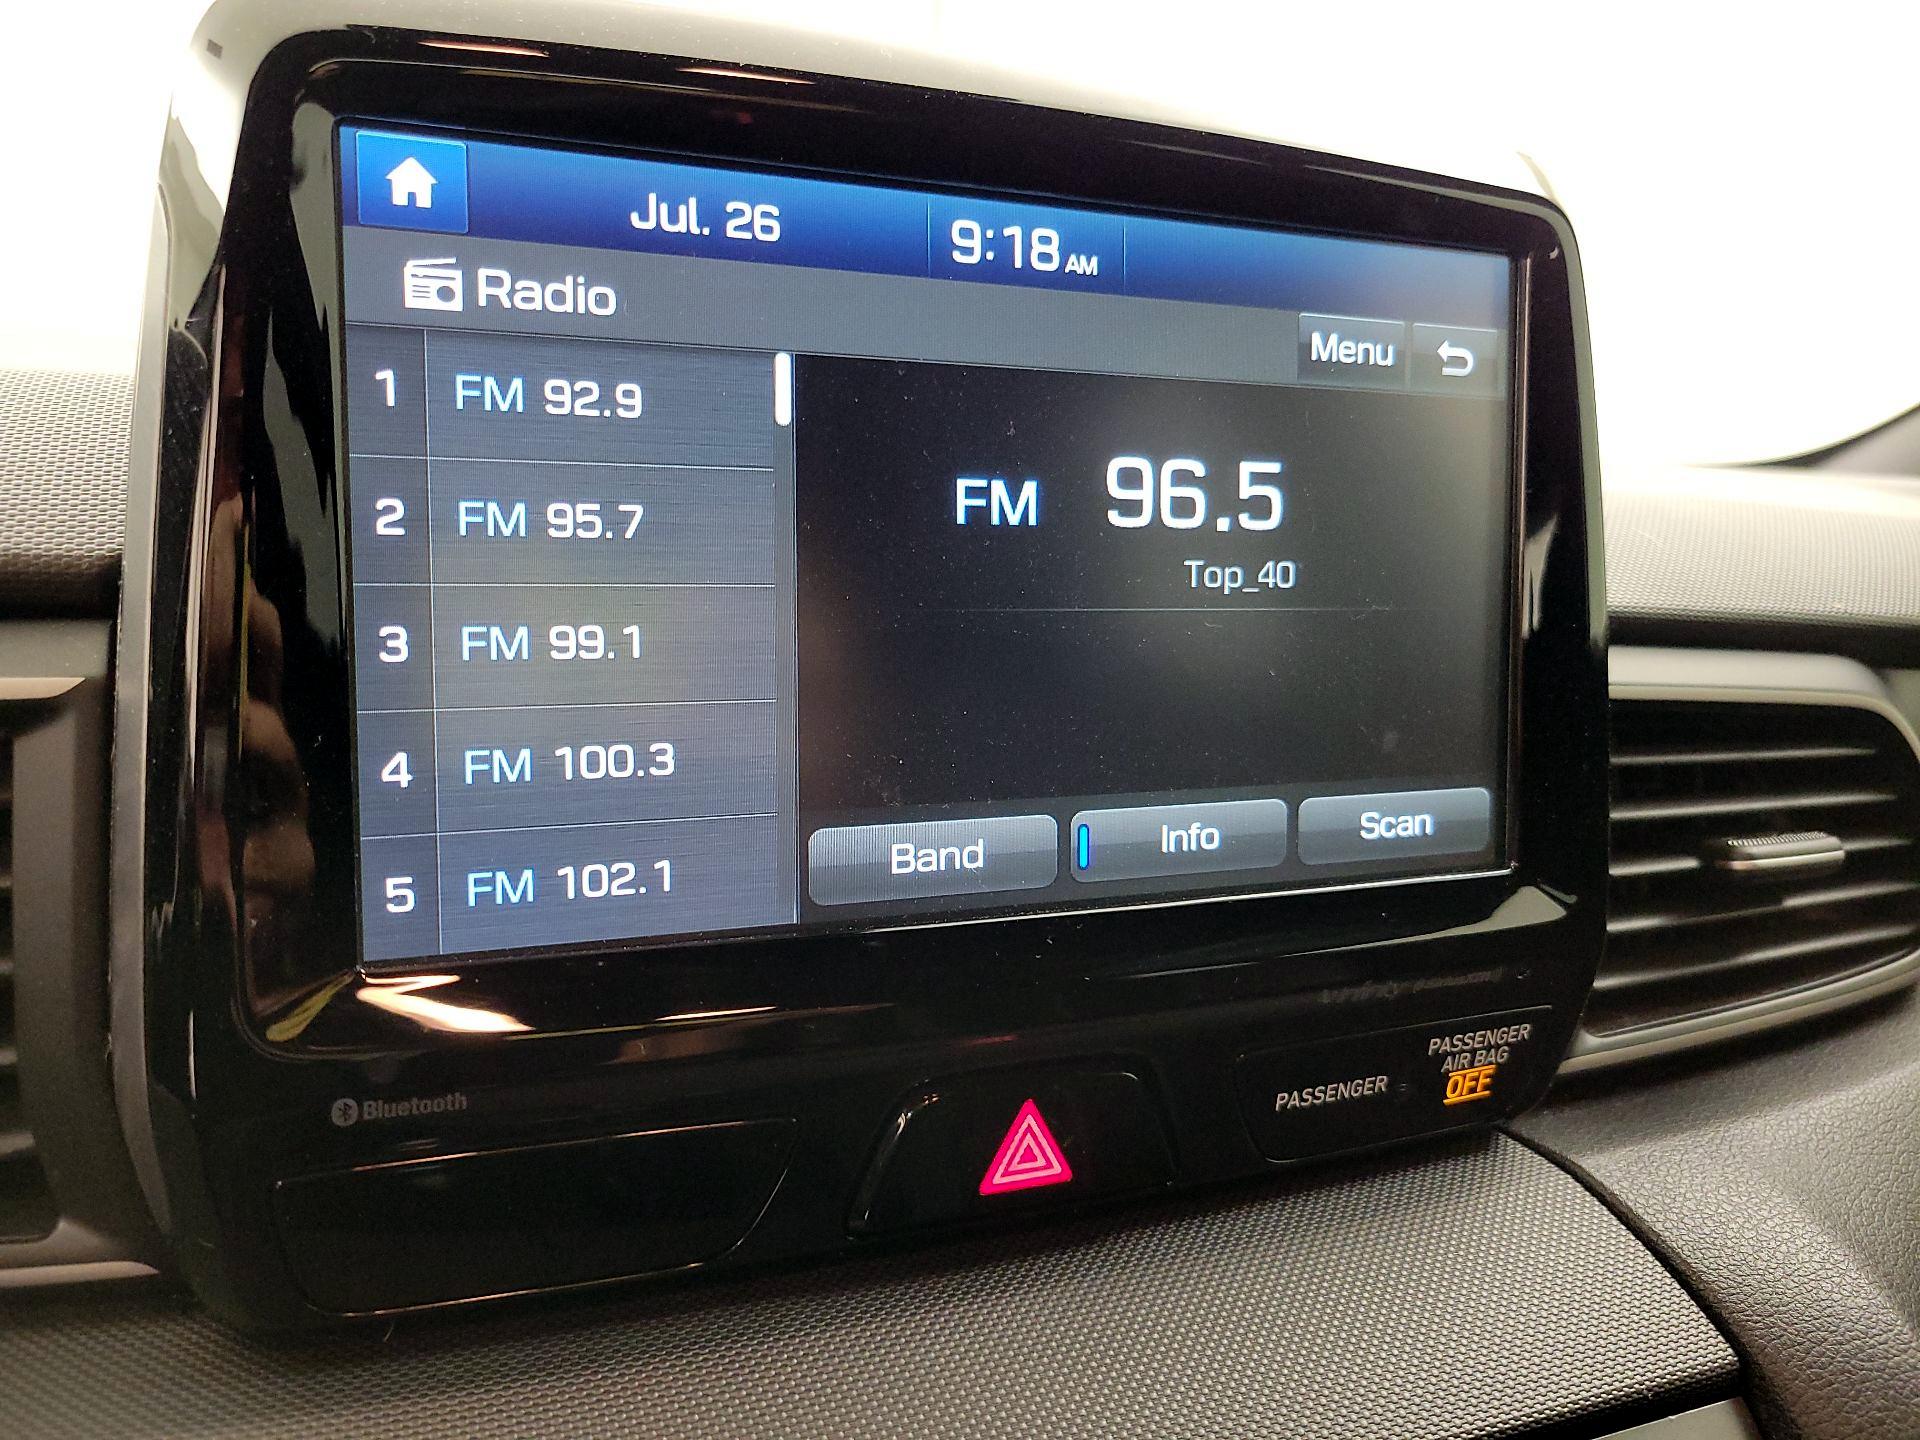 Jul. 26
9:18 AM
Radio
Menu
1 FM 92.9
2 FM 95.7
3 FM 99.1
4 FM 100.3
5 FM 102.1
FM 96.5
Top_40
Band
Info
Scan
Bluetooth
PASSENGER
PASSENGER
AIR BAG
OFF